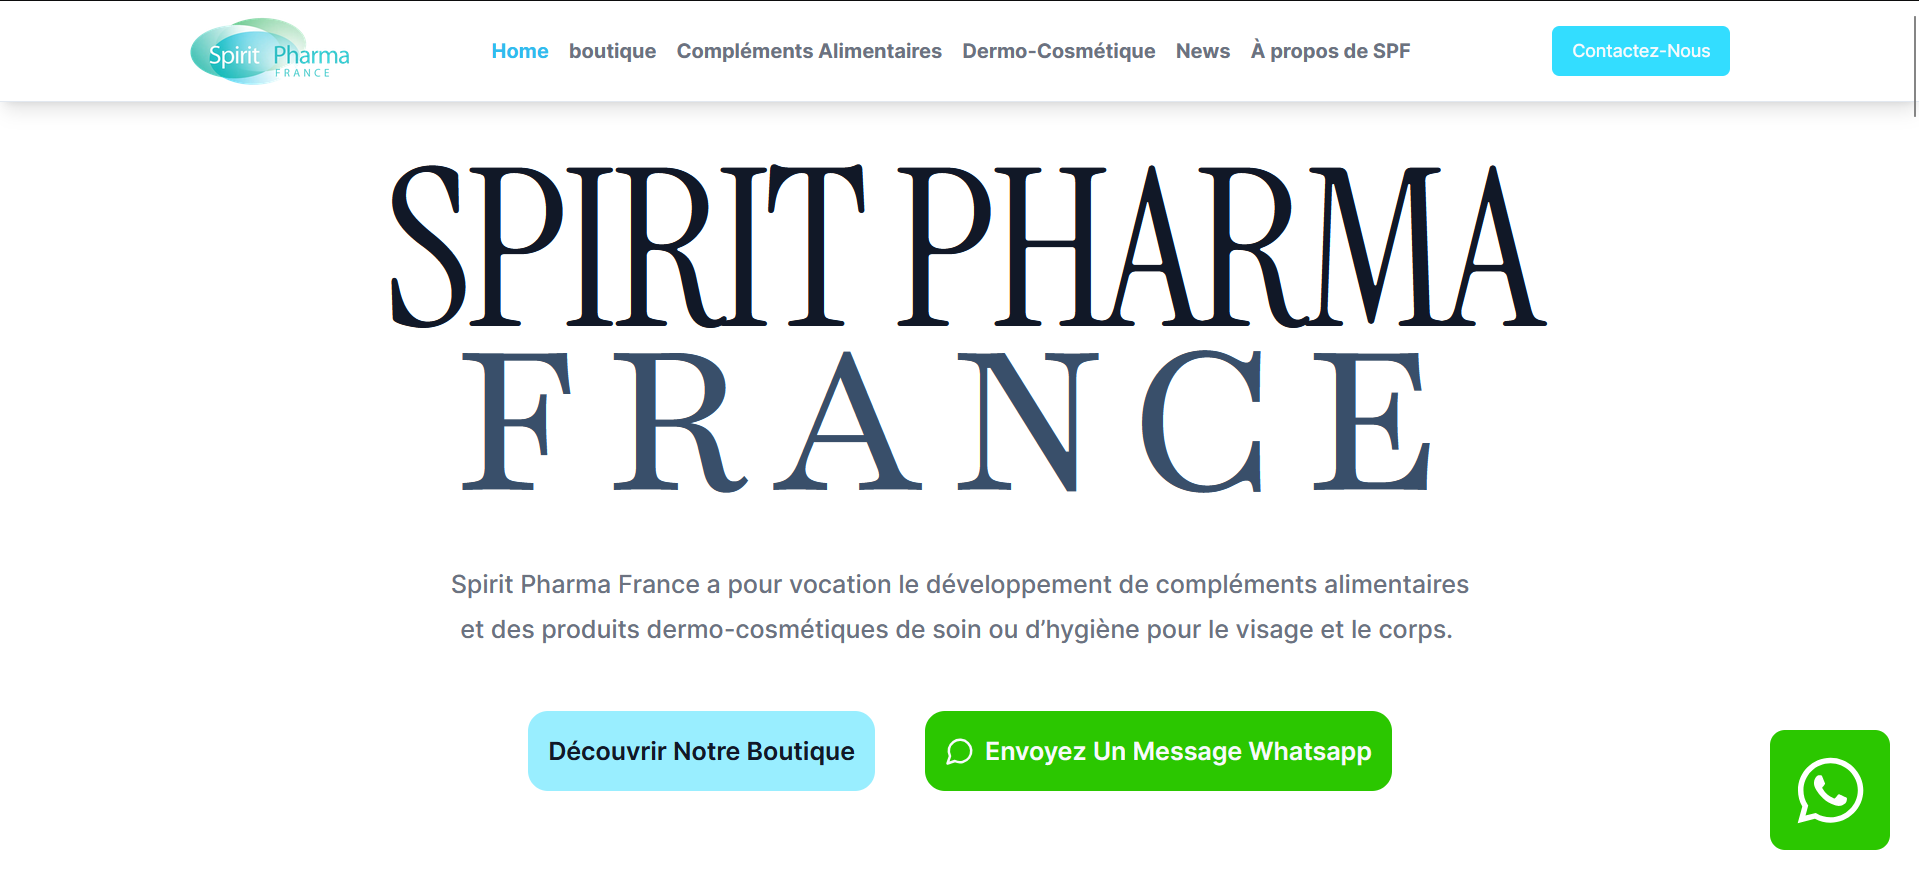 Spirit Pharma
FRANCE
Home boutique Compléments Alimentaires Dermo-Cosmétique News À propos de SPF
Contactez-Nous
SPIRIT PHARMA
FRANCE
Spirit Pharma France a pour vocation le développement de compléments alimentaires
et des produits dermo-cosmétiques de soin ou d’hygiène pour le visage et le corps.
Découvrir Notre Boutique
Envoyez Un Message Whatsapp